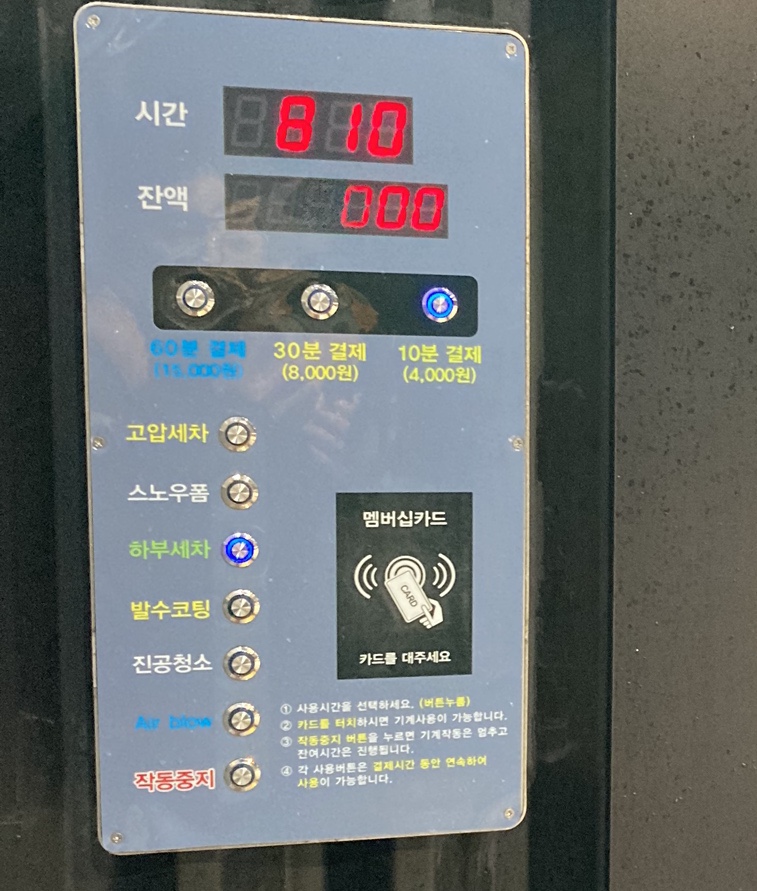 시간 810
잔액 000
60분 결제 30분 결제 10분 결제
(8,000원) (4,000원)
고압세차
스노우폼
하부세차
발수코팅
진공청소
Air blow
작동중지
멤버십카드
CARD
카드를 대주세요
① 사용시간을 선택하세요. (버튼누름)
② 카드를 터치하시면 기계사용이 가능합니다.
③ 작동중지 버튼을 누르면 기계작동은 멈추고
잔여시간은 진행됩니다.
④ 각 사용버튼은 결제시간 동안 연속하여
사용이 가능합니다.